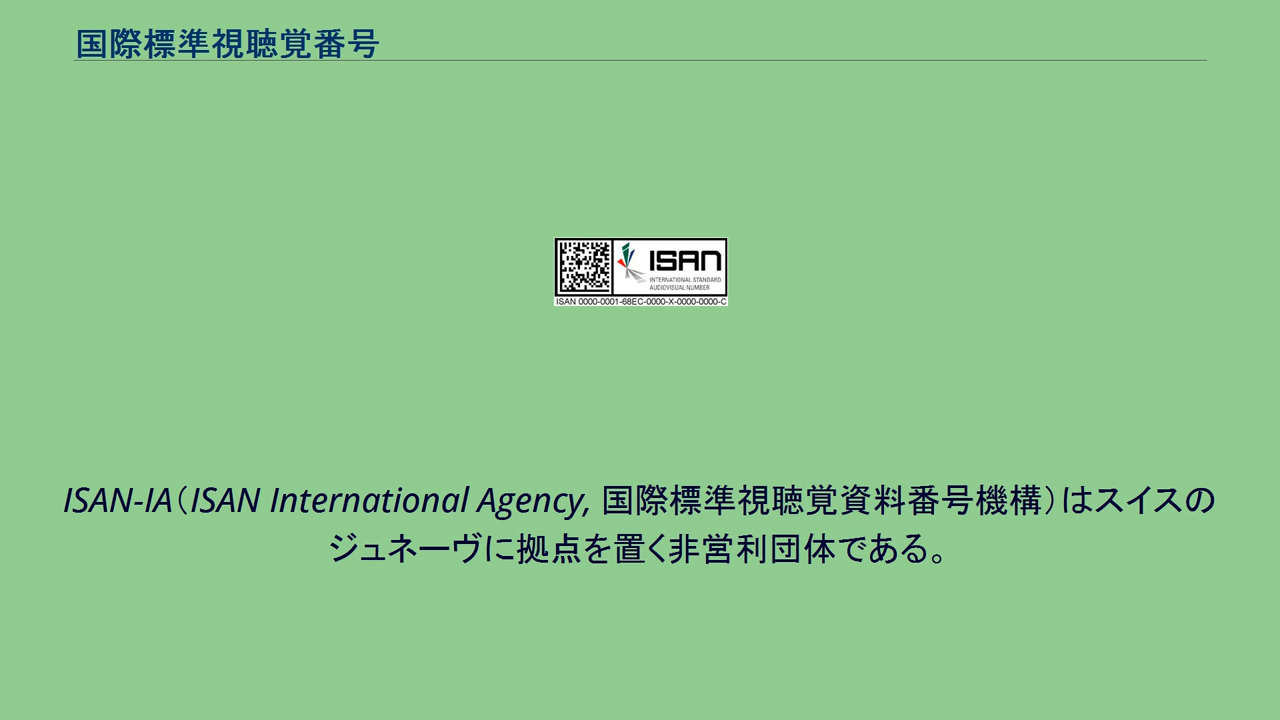 国際標準視聴覚番号
ISAN
INTERNATIONAL STANDARD
AUDIOVISUAL NUMBER
ISAN 0000-0001-68EC-0000-X-0000-0000-C
ISAN-IA（ISAN International Agency, 国際標準視聴覚資料番号機構）はスイスの
ジュネーヴに拠点を置く非営利団体である。